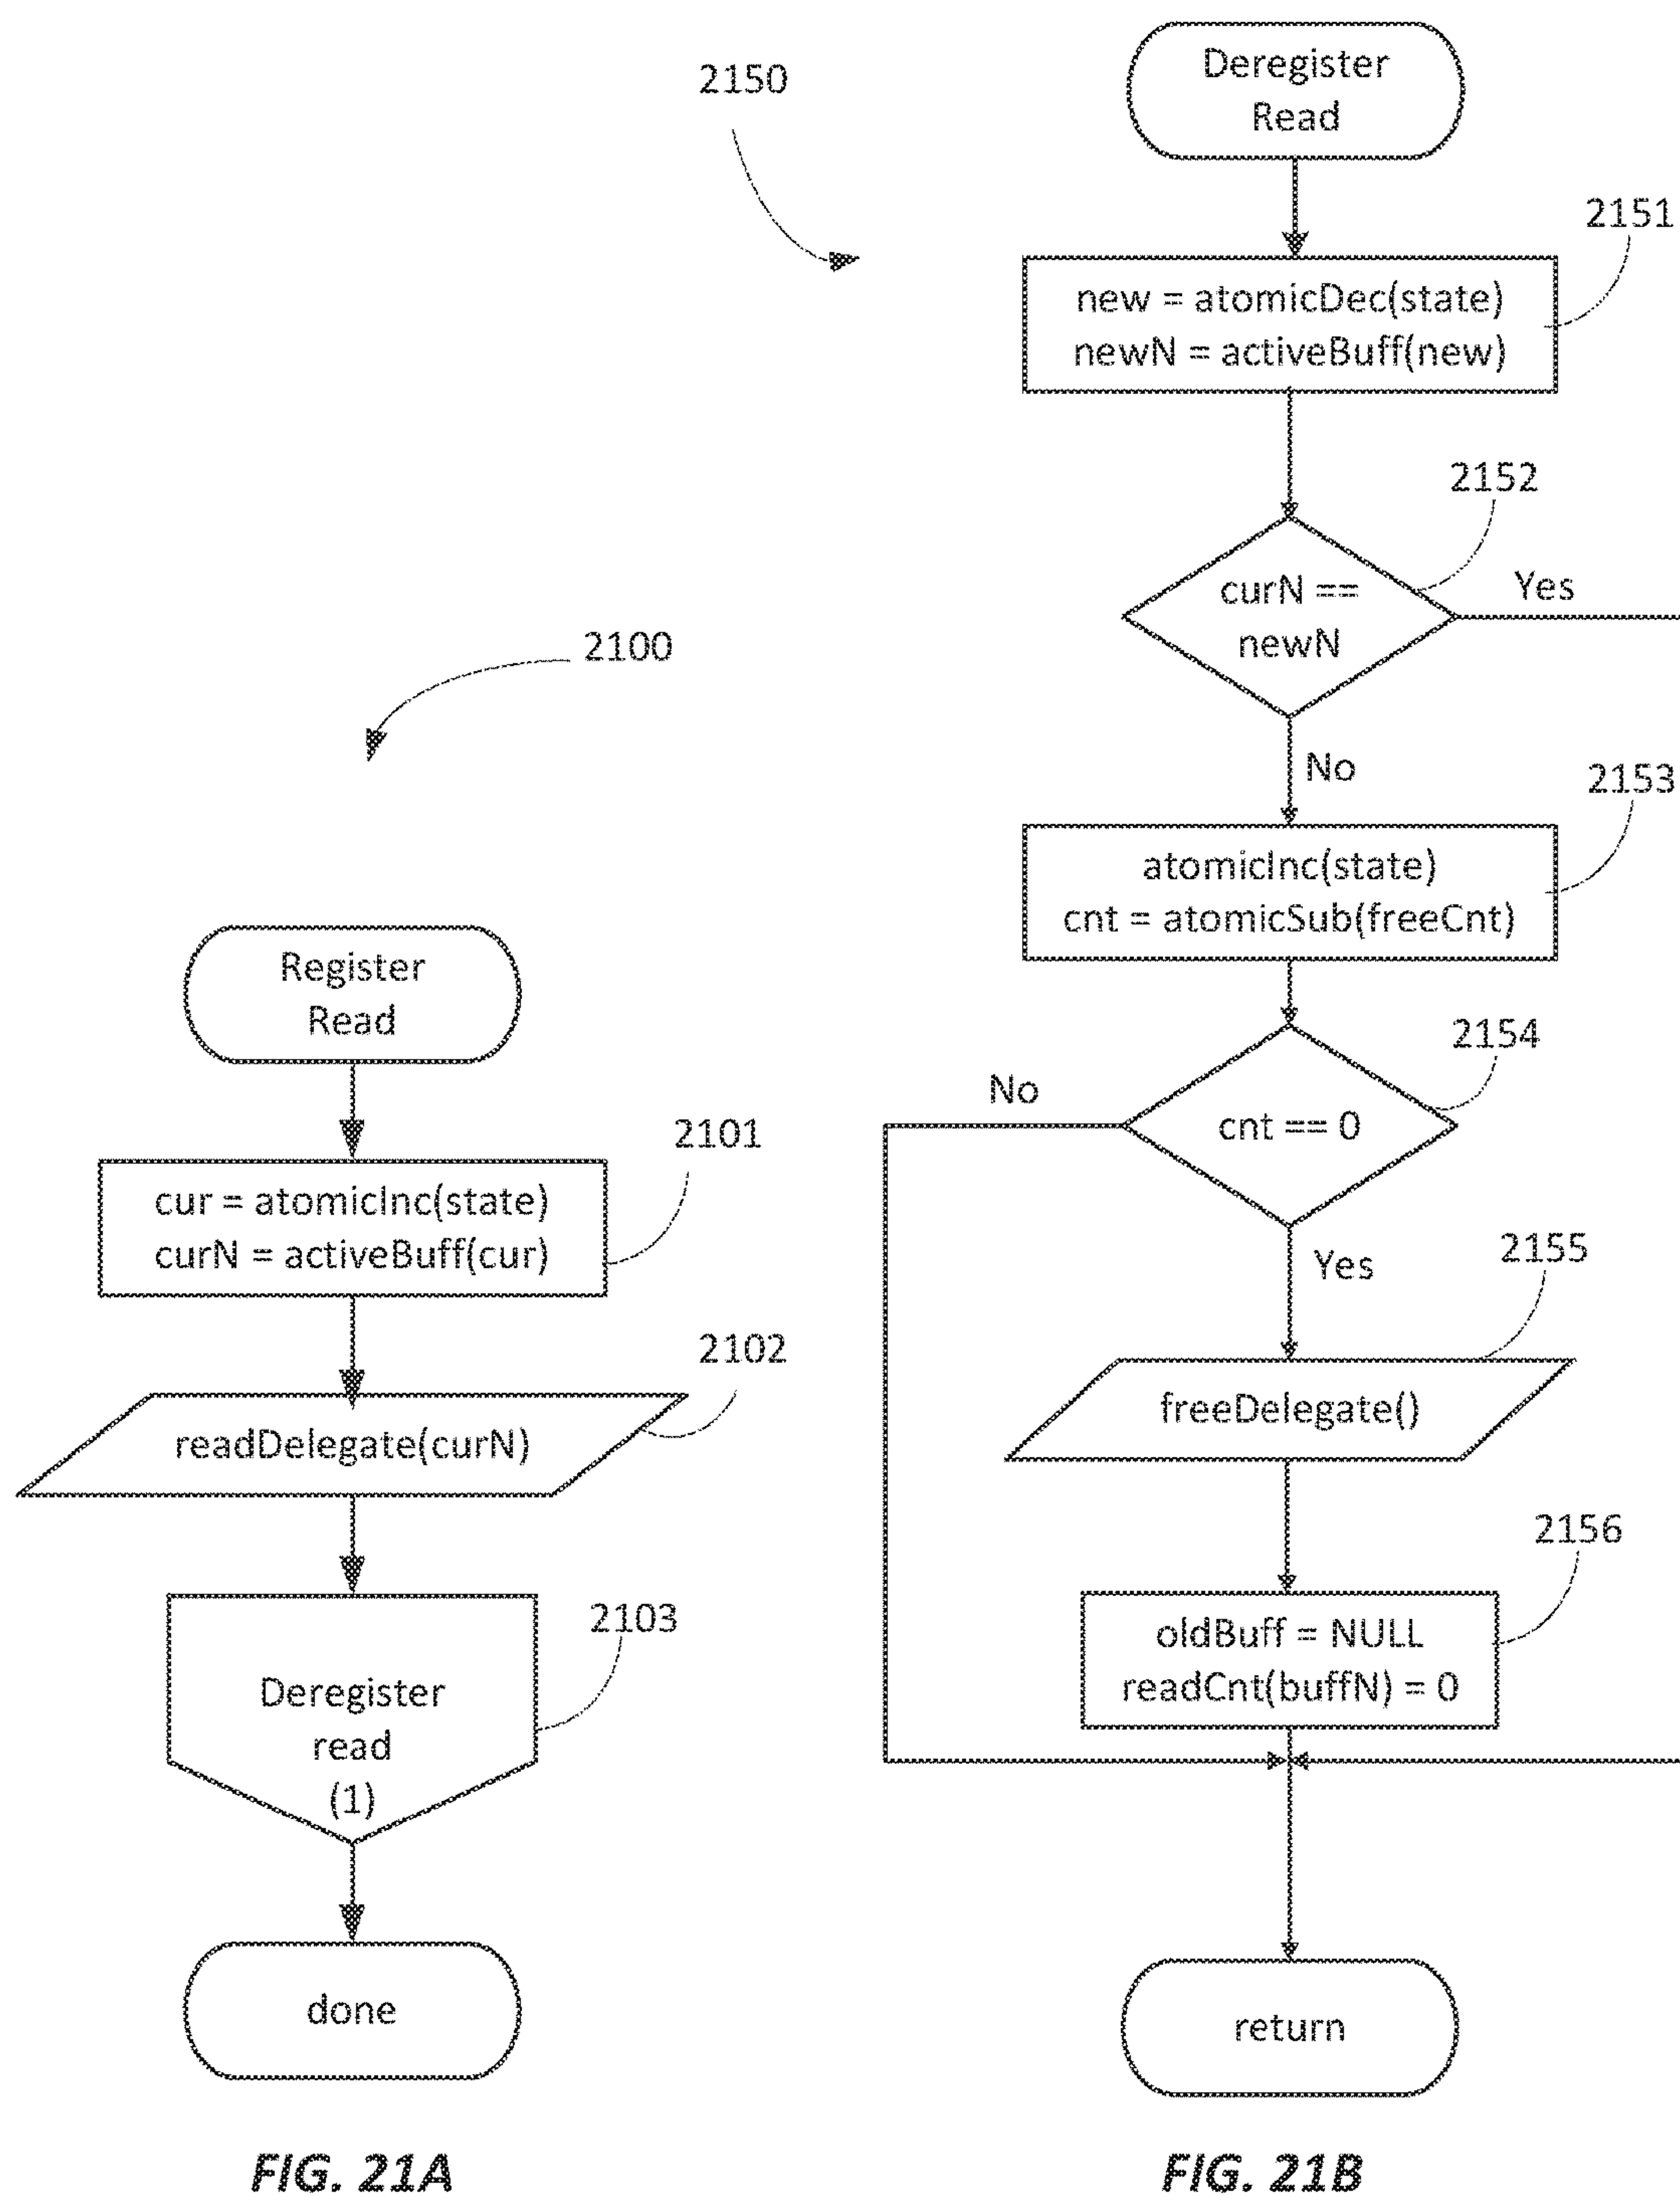 2100
Register
Read
2101
cur = atomicInc(state)
curN = activeBuff(cur)
2102
readDelegate(curN)
2103
Deregister
read
(1)
done
FIG. 21A
2150
Deregister
Read
2151
new = atomicDec(state)
newN = activeBuff(new)
2152
curN ==
newN
Yes
No
2153
atomicInc(state)
cnt = atomicSub(freeCnt)
2154
No
cnt == 0
Yes
2155
freeDelegate()
2156
oldBuff = NULL
readCnt(buffN) = 0
return
FIG. 21B